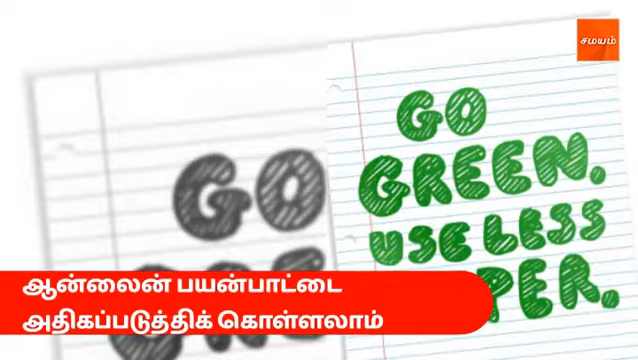 சமயம்
GO
GO
GREEN.
USE LESS
PER.
ஆன்லைன் பயன்பாட்டை
அதிகப்படுத்திக் கொள்ளலாம்